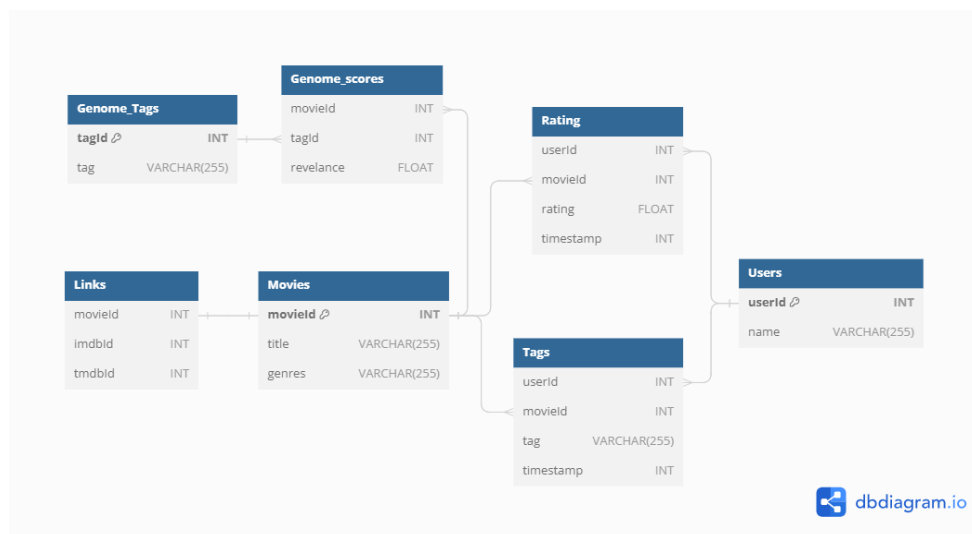 Genome_Tags
tagId INT
tag VARCHAR(255)
Genome_scores
movieId INT
tagId INT
revelance FLOAT
Rating
userId INT
movieId INT
rating FLOAT
timestamp INT
Links
movieId INT
imdbId INT
tmdbId INT
Movies
movieId INT
title VARCHAR(255)
genres VARCHAR(255)
Tags
userId INT
movieId INT
tag VARCHAR(255)
timestamp INT
Users
userId INT
name VARCHAR(255)
dbdiagram.io